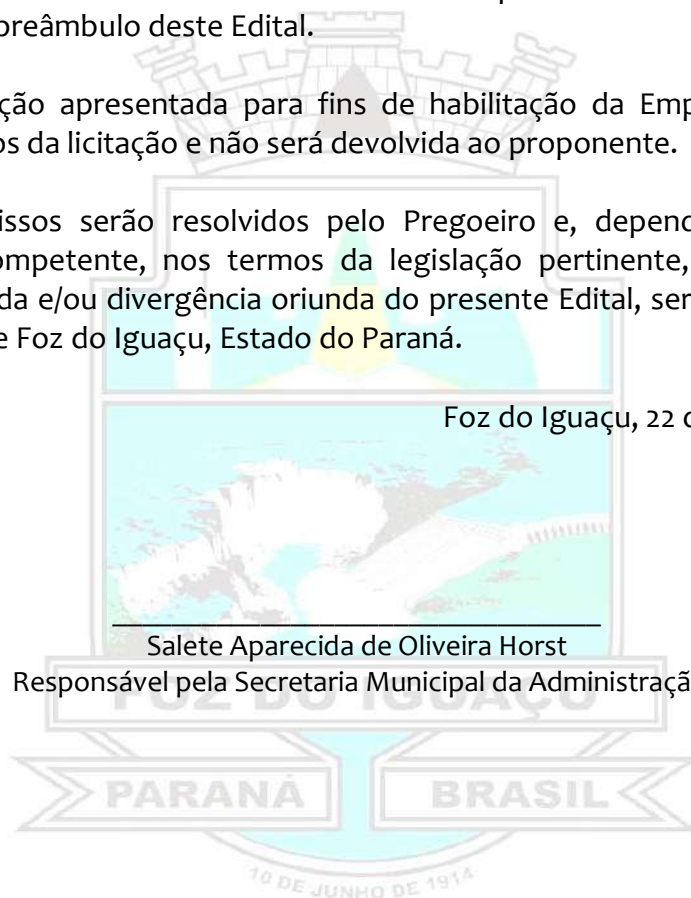 preâmbulo deste Edital.
ção apresentada para fins de habilitação da Emp
os da licitação e não será devolvida ao proponente.
issos serão resolvidos pelo Pregoeiro e, depend
ompetente, nos termos da legislação pertinente,
da e/ou divergência oriunda do presente Edital, ser
e Foz do Iguaçu, Estado do Paraná.
Foz do Iguaçu, 22 d
Salete Aparecida de Oliveira Horst
Responsável pela Secretaria Municipal da Administraçã
FOZ DO IGUAÇU
PARANÁ BRASIL
10 DE JUNHO DE 1914